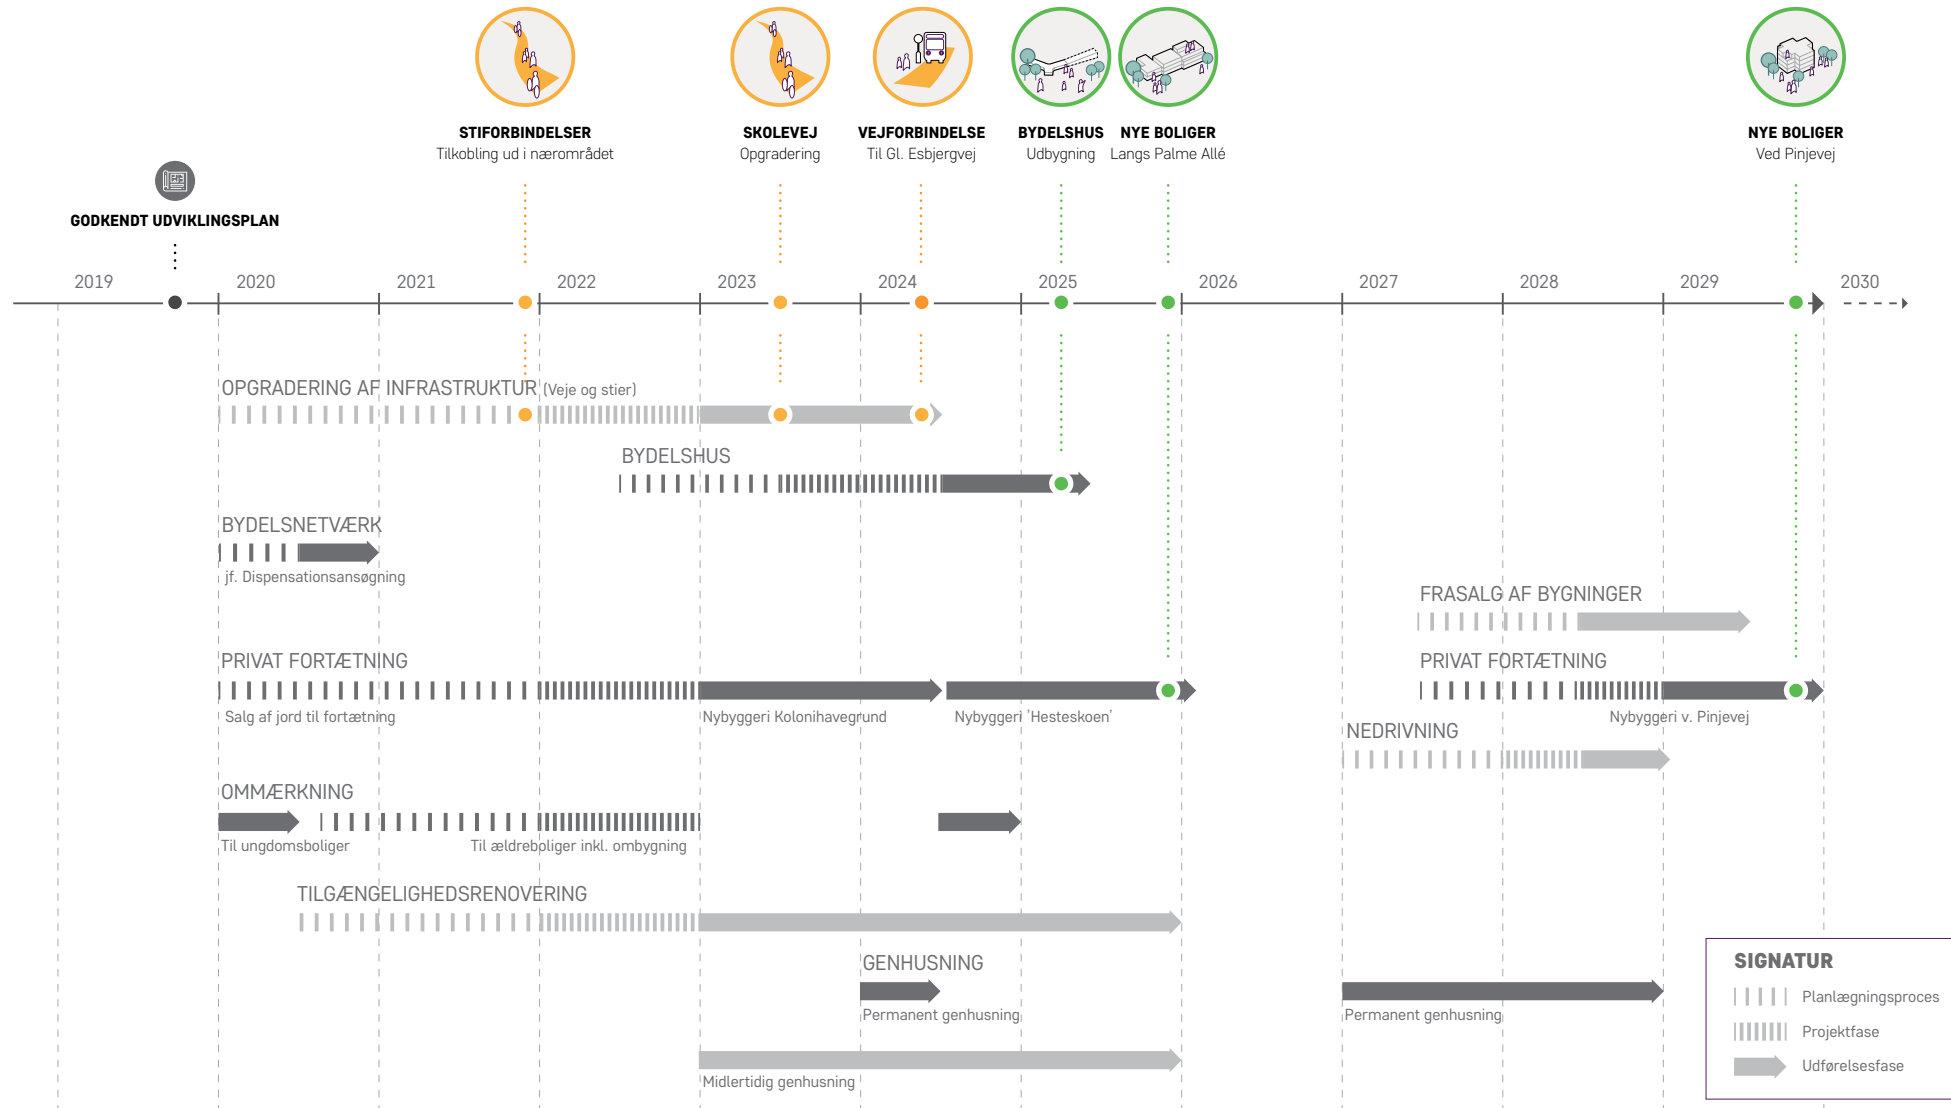 STIFORBINDELSER
Tilkobling ud i nærområdet
SKOLEVEJ
Opgradering
VEJFORBINDELSE
Til Gl. Esbjergvej
BYDELSHUS
Udbygning
NYE BOLIGER
Langs Palme Allé
NYE BOLIGER
Ved Pinjevej
GODKENDT UDVIKLINGSPLAN
2019
2020
2021
2022
2023
2024
2025
2026
2027
2028
2029
2030
OPGRADERING AF INFRASTRUKTUR (Veje og stier)
BYDELSHUS
BYDELSNETVÆRK
jf. Dispensationsansøgning
FRASALG AF BYGNINGER
PRIVAT FORTÆTNING
Salg af jord til fortætning
Nybyggeri Kolonihavegrund
Nybyggeri 'Hesteskoen'
PRIVAT FORTÆTNING
Nybyggeri v. Pinjevej
NEDRIVNING
OMMÆRKNING
Til ungdomsboliger
Til ældreboliger inkl. ombygning
TILGÆNGELIGHEDSRENOVERING
GENHUSNING
Permanent genhusning
Permanent genhusning
Midlertidig genhusning
SIGNATUR
Planlægningsproces
Projektfase
Udførelsesfase